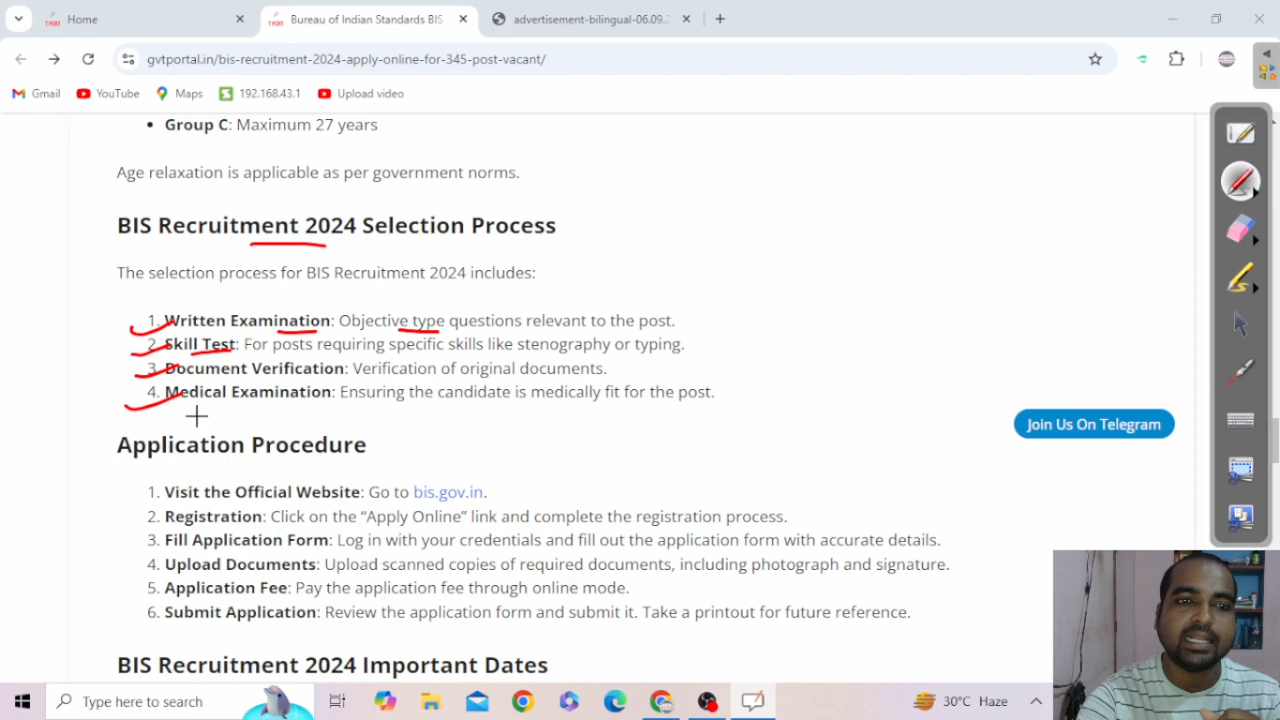 Home
Bureau of Indian Standards BIS
advertisement-bilingual-06.09.
gvtportal.in/bis-recruitment-2024-apply-online-for-345-post-vacant/
Gmail
YouTube
Maps
192.168.43.1
Upload video
• Group C: Maximum 27 years
Age relaxation is applicable as per government norms.
BIS Recruitment 2024 Selection Process
The selection process for BIS Recruitment 2024 includes:
1. Written Examination: Objective type questions relevant to the post.
2. Skill Test: For posts requiring specific skills like stenography or typing.
3. Document Verification: Verification of original documents.
4. Medical Examination: Ensuring the candidate is medically fit for the post.
Join Us On Telegram
Application Procedure
1. Visit the Official Website: Go to bis.gov.in.
2. Registration: Click on the “Apply Online” link and complete the registration process.
3. Fill Application Form: Log in with your credentials and fill out the application form with accurate details.
4. Upload Documents: Upload scanned copies of required documents, including photograph and signature.
5. Application Fee: Pay the application fee through online mode.
6. Submit Application: Review the application form and submit it. Take a printout for future reference.
BIS Recruitment 2024 Important Dates
Type here to search
30°C Haze